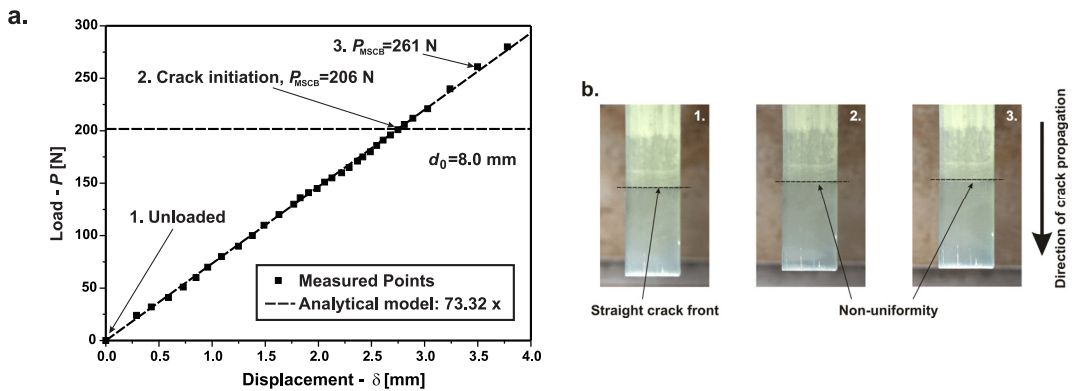 a.
300
250
200
150
100
50
0
Load - P [N]
3. P_MSCB=261 N
2. Crack initiation, P_MSCB=206 N
d_0=8.0 mm
1. Unloaded
Measured Points
Analytical model: 73.32 x
0.0 0.5 1.0 1.5 2.0 2.5 3.0 3.5 4.0
Displacement - δ [mm]
b.
1.
2.
3.
Direction of crack propagation
Straight crack front
Non-uniformity